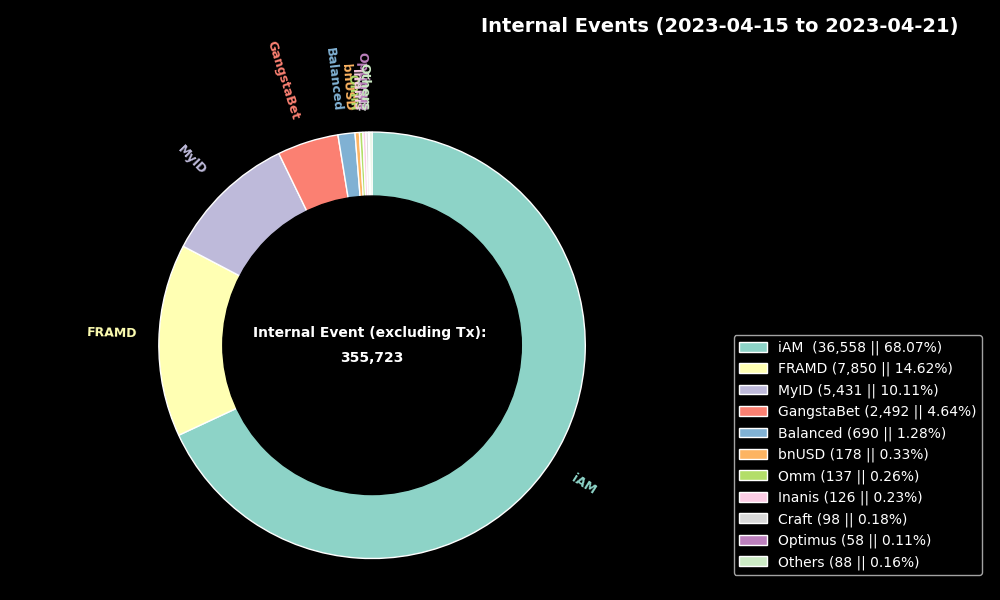 Internal Events (2023-04-15 to 2023-04-21)
GangstaBet
Balanced
bnUSD
Others
MyID
FRAMD
iAM
Internal Event (excluding Tx):
355,723
iAM  (36,558 || 68.07%)
FRAMD (7,850 || 14.62%)
MyID (5,431 || 10.11%)
GangstaBet (2,492 || 4.64%)
Balanced (690 || 1.28%)
bnUSD (178 || 0.33%)
Omm (137 || 0.26%)
Inanis (126 || 0.23%)
Craft (98 || 0.18%)
Optimus (58 || 0.11%)
Others (88 || 0.16%)